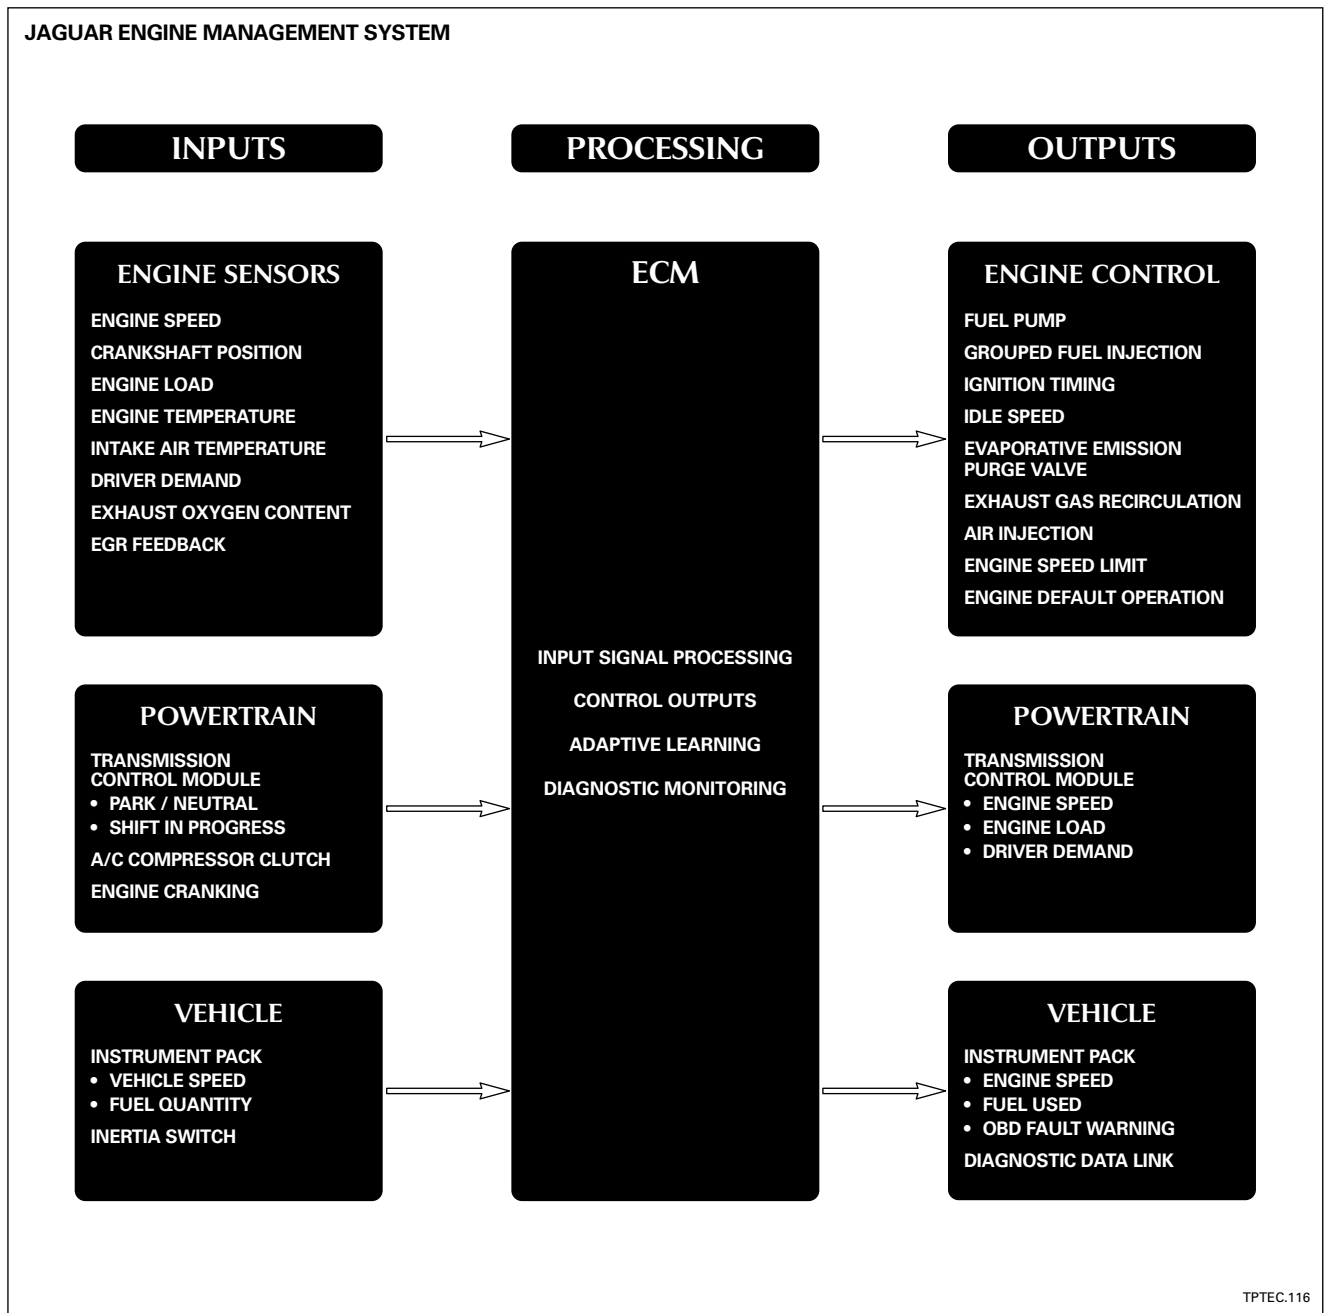 JAGUAR ENGINE MANAGEMENT SYSTEM
INPUTS
PROCESSING
OUTPUTS
ENGINE SENSORS
ENGINE SPEED
CRANKSHAFT POSITION
ENGINE LOAD
ENGINE TEMPERATURE
INTAKE AIR TEMPERATURE
DRIVER DEMAND
EXHAUST OXYGEN CONTENT
EGR FEEDBACK
POWERTRAIN
TRANSMISSION
CONTROL MODULE
• PARK / NEUTRAL
• SHIFT IN PROGRESS
A/C COMPRESSOR CLUTCH
ENGINE CRANKING
VEHICLE
INSTRUMENT PACK
• VEHICLE SPEED
• FUEL QUANTITY
INERTIA SWITCH
ECM
INPUT SIGNAL PROCESSING
CONTROL OUTPUTS
ADAPTIVE LEARNING
DIAGNOSTIC MONITORING
ENGINE CONTROL
FUEL PUMP
GROUPED FUEL INJECTION
IGNITION TIMING
IDLE SPEED
EVAPORATIVE EMISSION
PURGE VALVE
EXHAUST GAS RECIRCULATION
AIR INJECTION
ENGINE SPEED LIMIT
ENGINE DEFAULT OPERATION
POWERTRAIN
TRANSMISSION
CONTROL MODULE
• ENGINE SPEED
• ENGINE LOAD
• DRIVER DEMAND
VEHICLE
INSTRUMENT PACK
• ENGINE SPEED
• FUEL USED
• OBD FAULT WARNING
DIAGNOSTIC DATA LINK
TPTEC.116